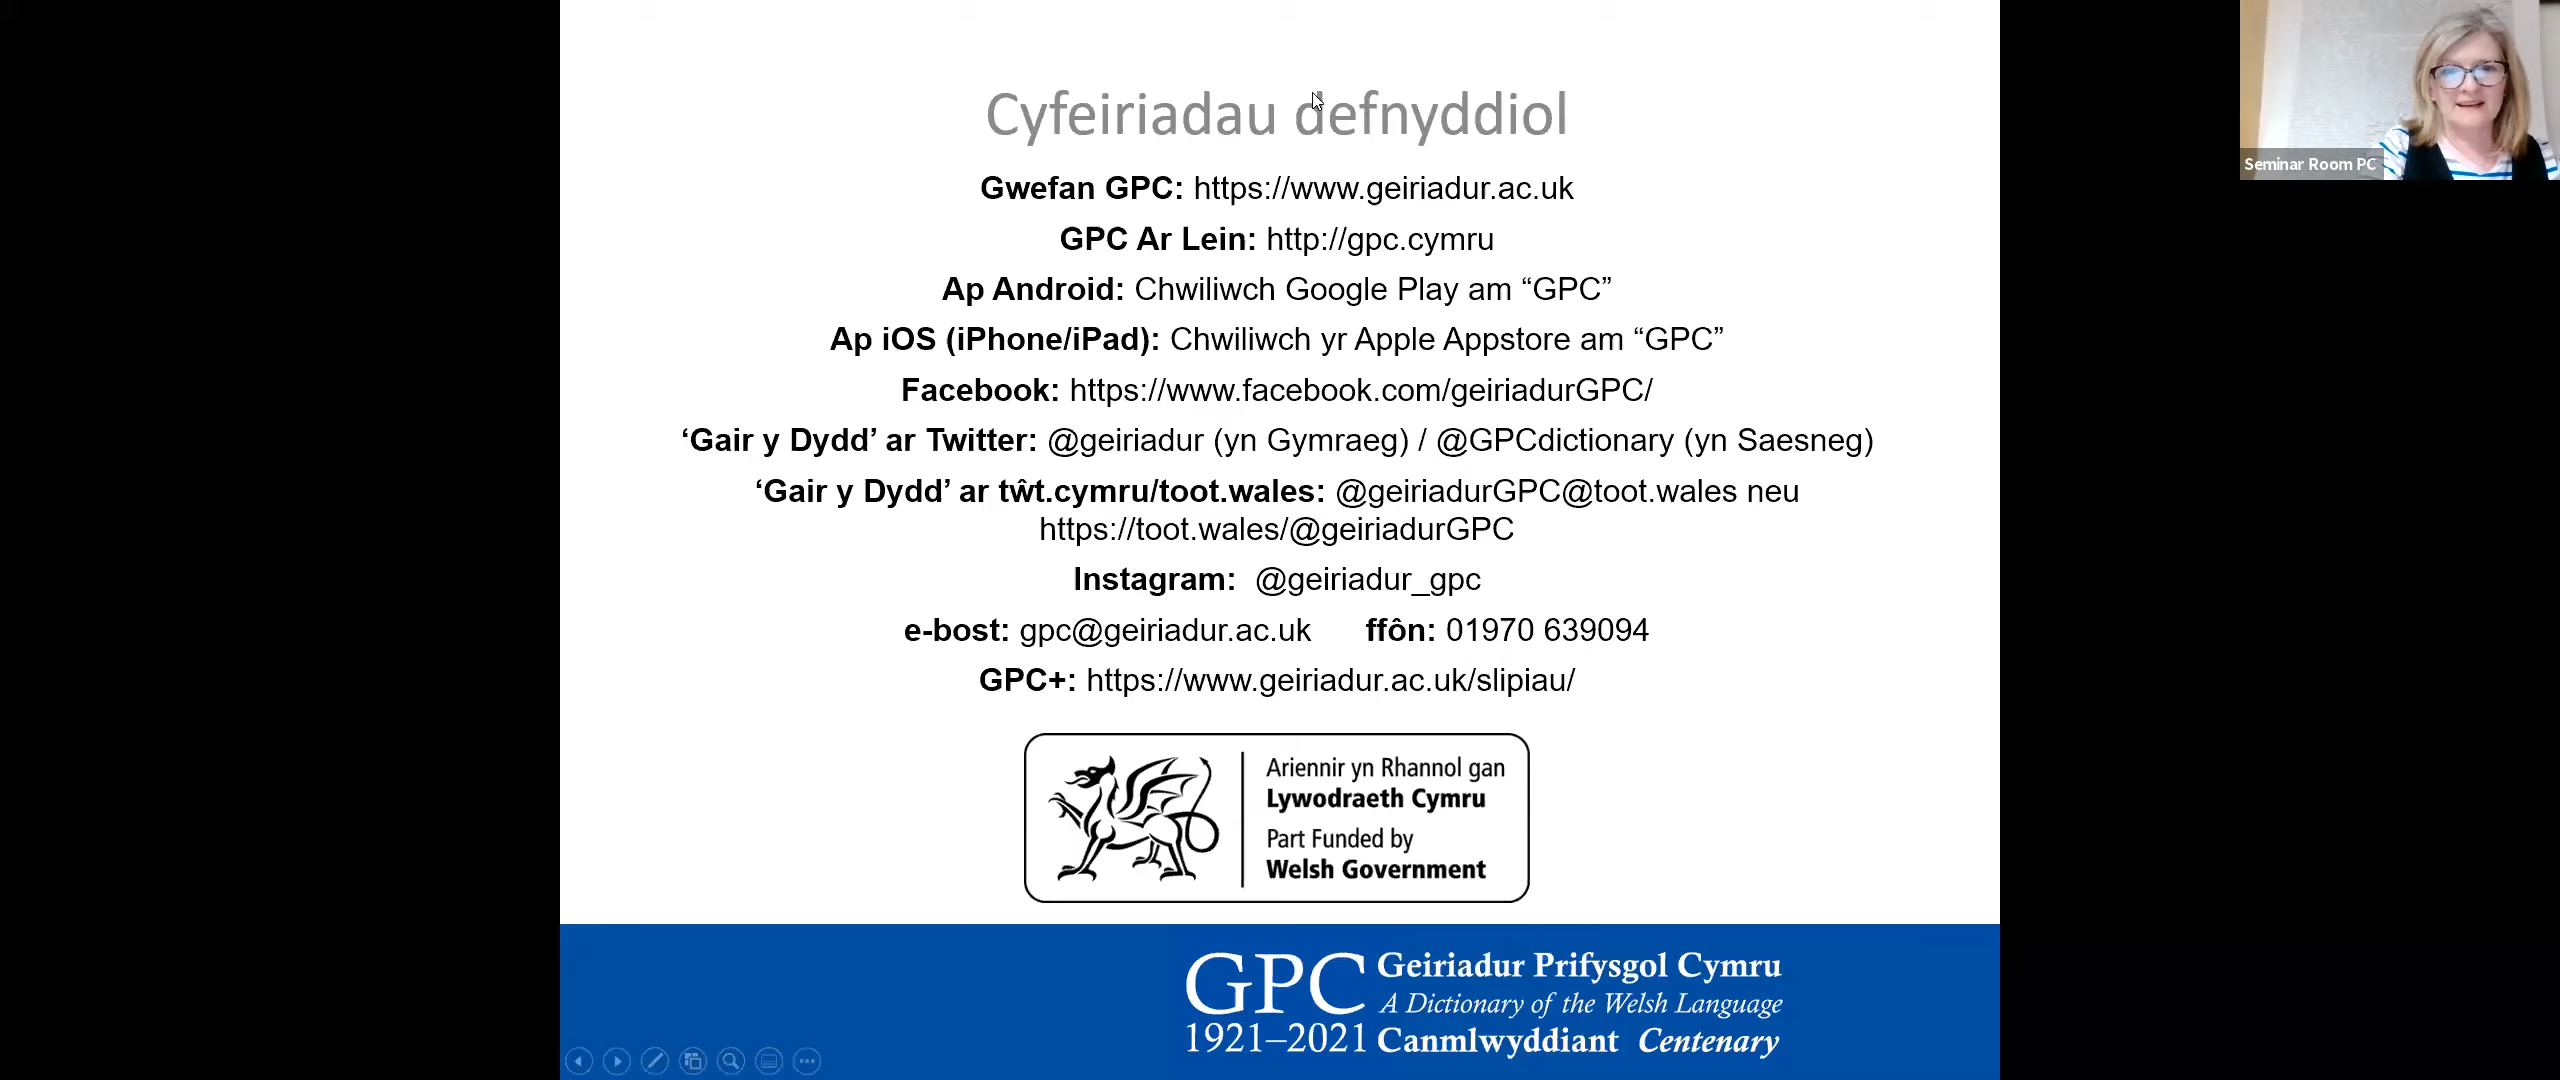 Cyfeiriadau defnyddiol
Gwefan GPC: https://www.geiriadur.ac.uk
GPC Ar Lein: http://gpc.cymru
Ap Android: Chwiliwch Google Play am “GPC”
Ap iOS (iPhone/iPad): Chwiliwch yr Apple Appstore am “GPC”
Facebook: https://www.facebook.com/geiriadurGPC/
‘Gair y Dydd’ ar Twitter: @geiriadur (yn Gymraeg) / @GPCdictionary (yn Saesneg)
‘Gair y Dydd’ ar tŵt.cymru/toot.wales: @geiriadurGPC@toot.wales neu
https://toot.wales/@geiriadurGPC
Instagram: @geiriadur_gpc
e-bost: gpc@geiriadur.ac.uk ffôn: 01970 639094
GPC+: https://www.geiriadur.ac.uk/slipiau/
Ariennir yn Rhannol gan
Lywodraeth Cymru
Part Funded by
Welsh Government
GPC
1921–2021
Geiriadur Prifysgol Cymru
A Dictionary of the Welsh Language
Canmlwyddiant Centenary
Seminar Room PC